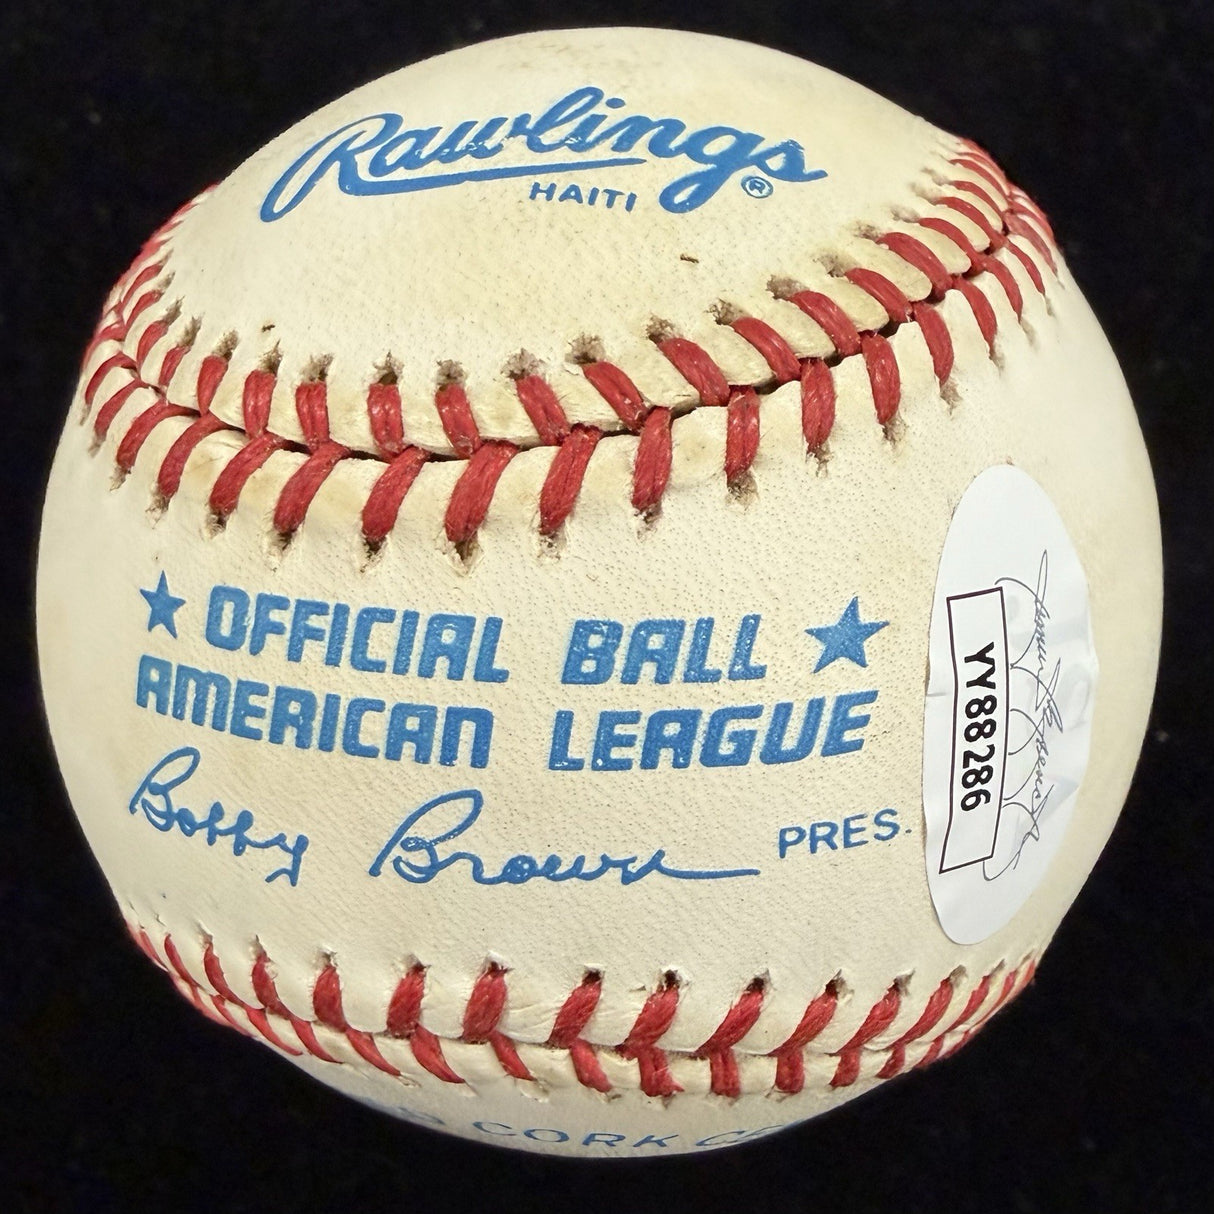 Rawlings ®
HAITI
★ OFFICIAL BALL ★
AMERICAN LEAGUE
Bobby Brown PRES.
YY88286
CORK